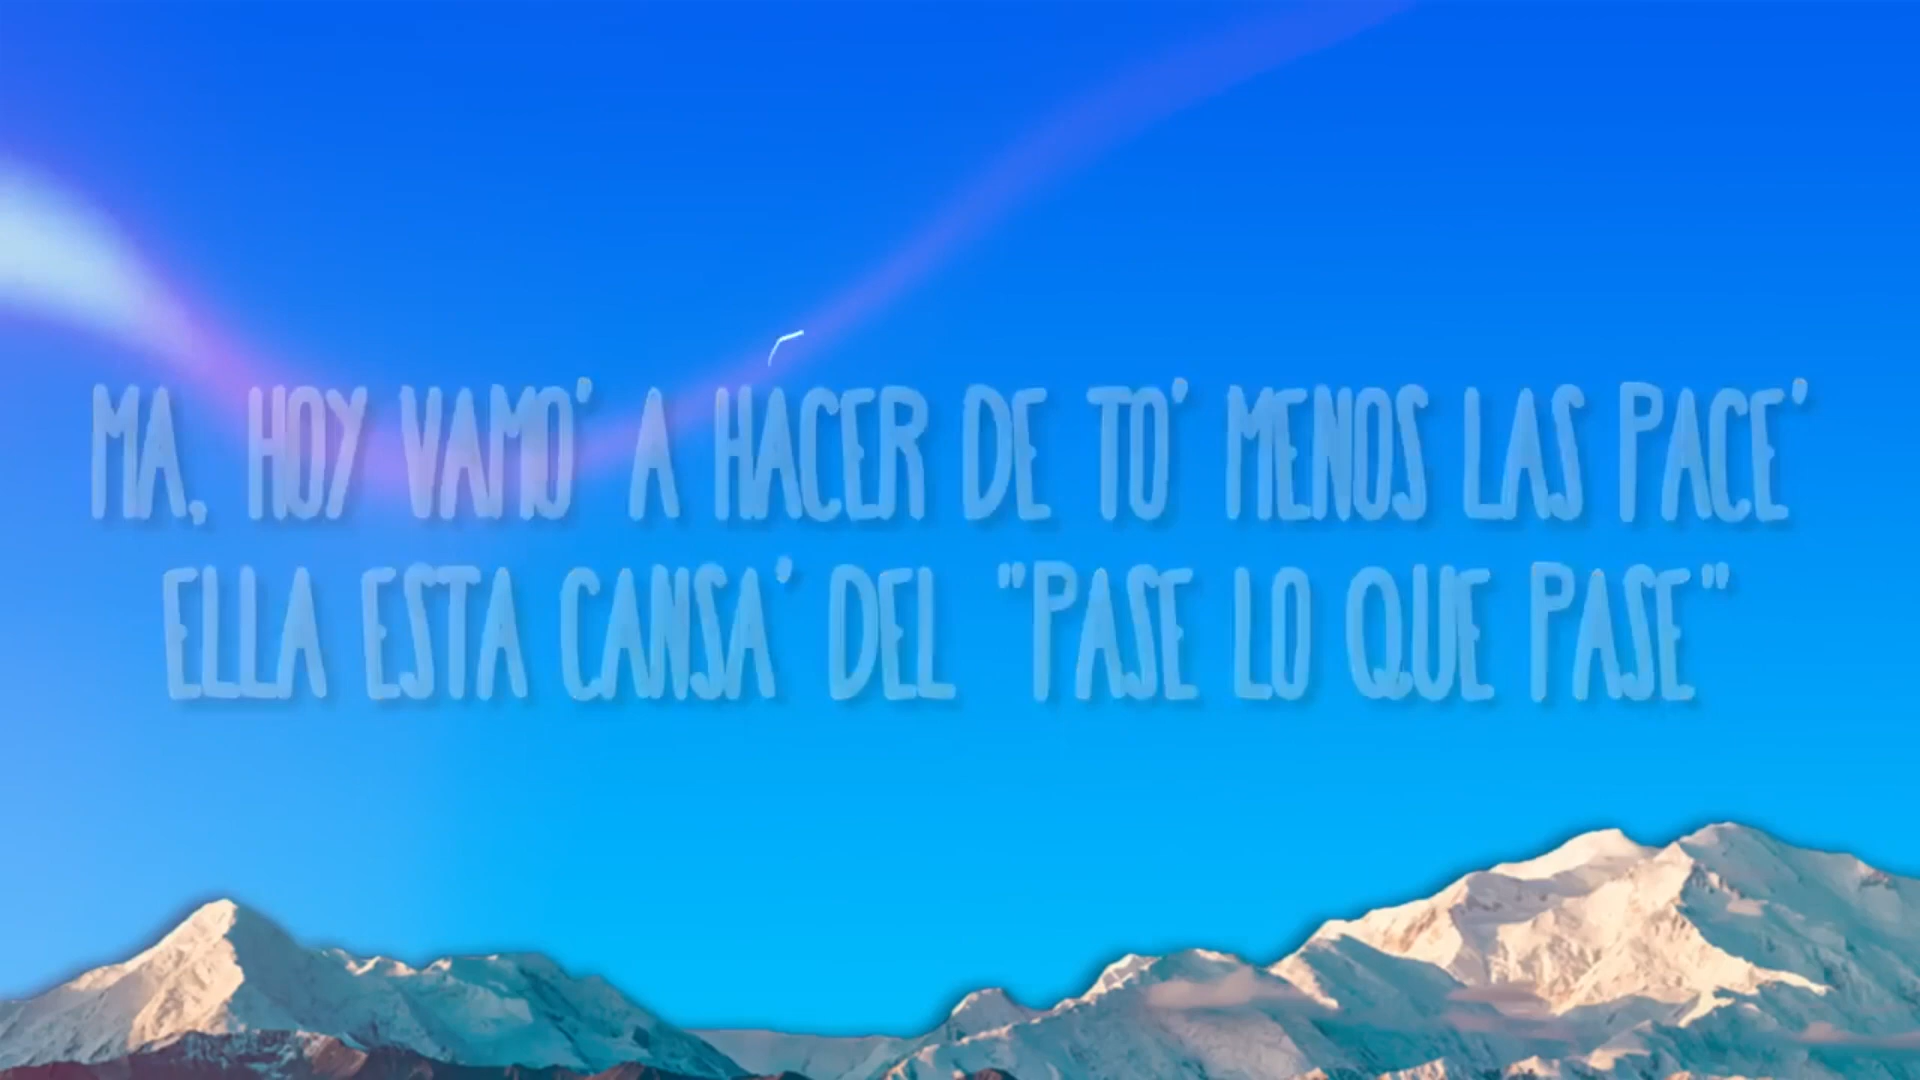 MA, HOY VAMO' A HACER DE TO' MENOS LAS PACE'
ELLA ESTA CANSA' DEL "PASE LO QUE PASE"